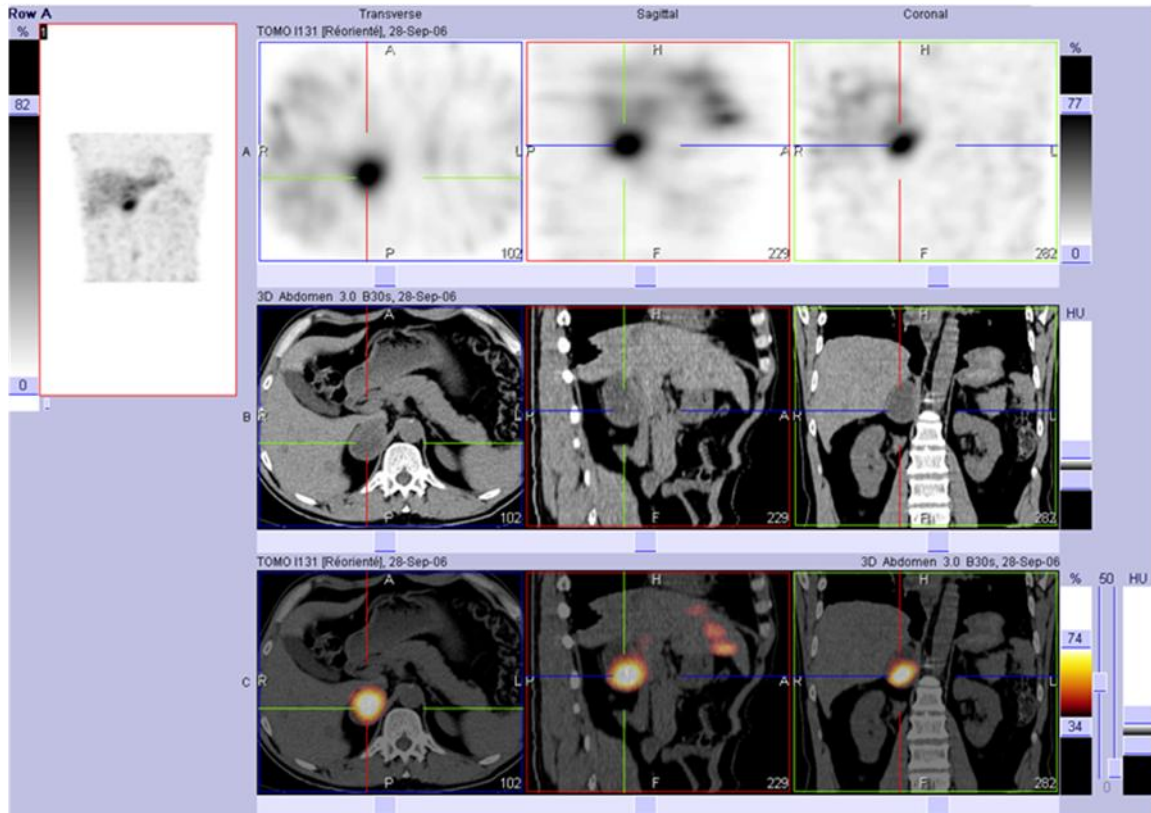 Row A
Transverse Sagittal Coronal
% 1 TOMO I131 [Réorienté], 28-Sep-06 %
A H H
82 77
A R L P A R L
P 102 F 229 F 282
0 0
3D Abdomen 3.0 B30s, 28-Sep-06 HU
A H H
B R L P A R L
P 102 F 229 F 282
TOMO I131 [Réorienté], 28-Sep-06 3D Abdomen 3.0 B30s, 28-Sep-06 % 50 HU
A H H
74
C R L P A R L
34
P 102 F 229 F 282 0